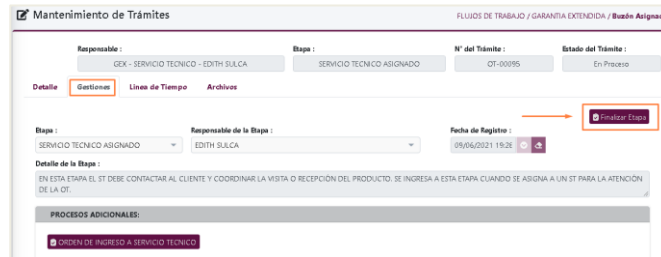 Mantenimiento de Trámites
FLUJOS DE TRABAJO / GARANTIA EXTENDIDA / Buzón Asignad
Responsable :
Etapa :
N° del Trámite :
Estado del Trámite :
GEX - SERVICIO TECNICO - EDITH SULCA
SERVICIO TECNICO ASIGNADO
OT-00095
En Proceso
Detalle
Gestiones
Linea de Tiempo
Archivos
Finalizar Etapa
Etapa :
Responsable de la Etapa :
Fecha de Registro :
SERVICIO TECNICO ASIGNADO
EDITH SULCA
09/06/2021 19:26
Detalle de la Etapa :
EN ESTA ETAPA EL ST DEBE CONTACTAR AL CLIENTE Y COORDINAR LA VISITA O RECEPCIÓN DEL PRODUCTO. SE INGRESA A ESTA ETAPA CUANDO SE ASIGNA A UN ST PARA LA ATENCIÓN
DE LA OT.
PROCESOS ADICIONALES:
ORDEN DE INGRESO A SERVICIO TECNICO